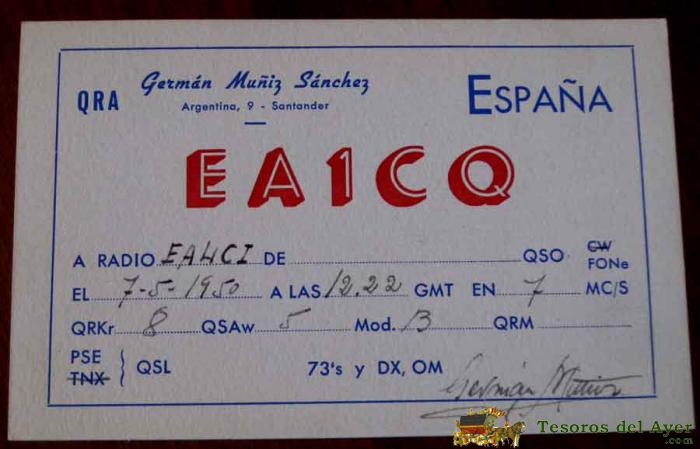 QRA Germán Muñiz Sánchez ESPAÑA
Argentina, 9 - Santander
EA1CQ
A RADIO EA4CI DE QSO CW
FONe
EL 7-5-1950 A LAS 12.22 GMT EN 7 MC/S
QRKr 8 QSAw 5 Mod. B QRM
PSE
TNX } QSL 73's y DX, OM
Germán Muñiz
Tesoros del Ayer
.com